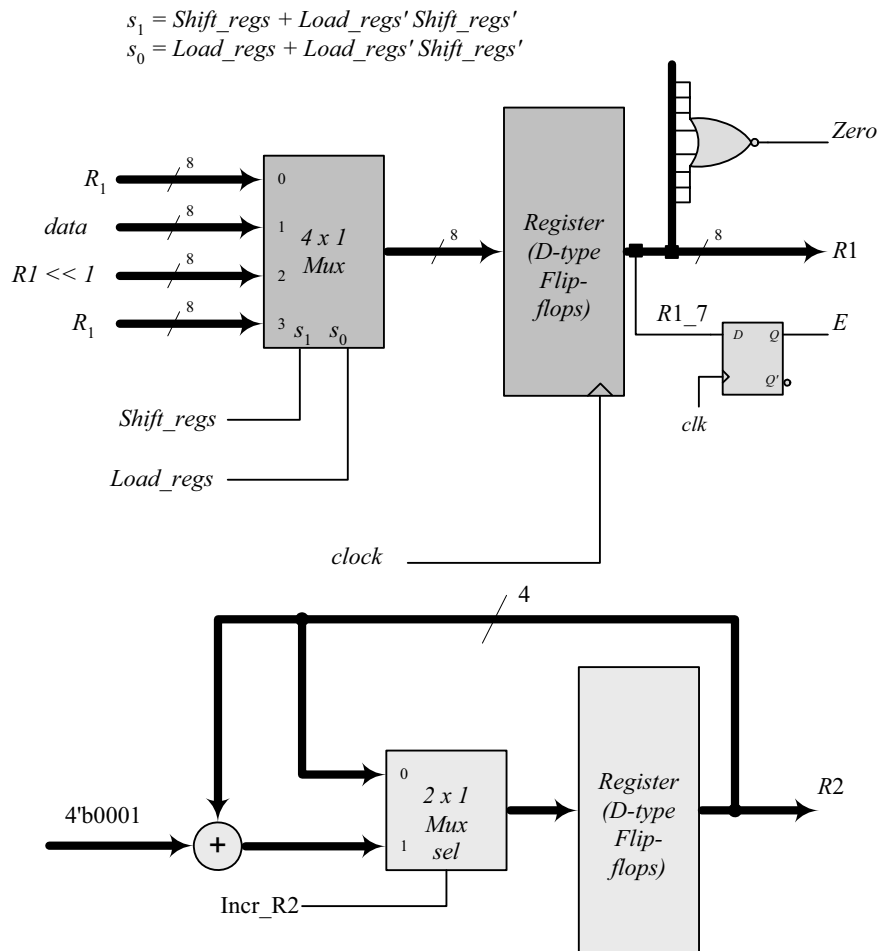 s1 = Shift_regs + Load_regs' Shift_regs'
s0 = Load_regs + Load_regs' Shift_regs'
Zero
R1
8
0
data
8
1
R1 << 1
8
2
R1
8
3
4 x 1
Mux
s1 s0
8
Register
(D-type
Flip-
flops)
8
R1
R1_7
D
Q
Q'
E
clk
Shift_regs
Load_regs
clock
4
0
1
2 x 1
Mux
sel
Register
(D-type
Flip-
flops)
R2
4'b0001
+
Incr_R2